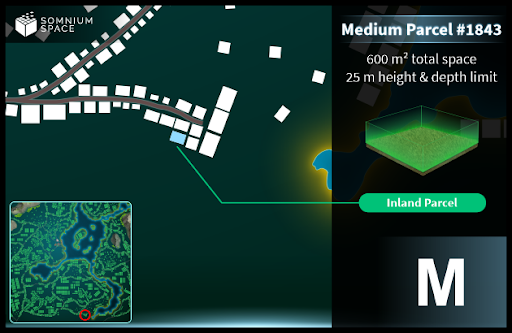 SOMNIUM
SPACE
Medium Parcel #1843
600 m² total space
25 m height & depth limit
Inland Parcel
M